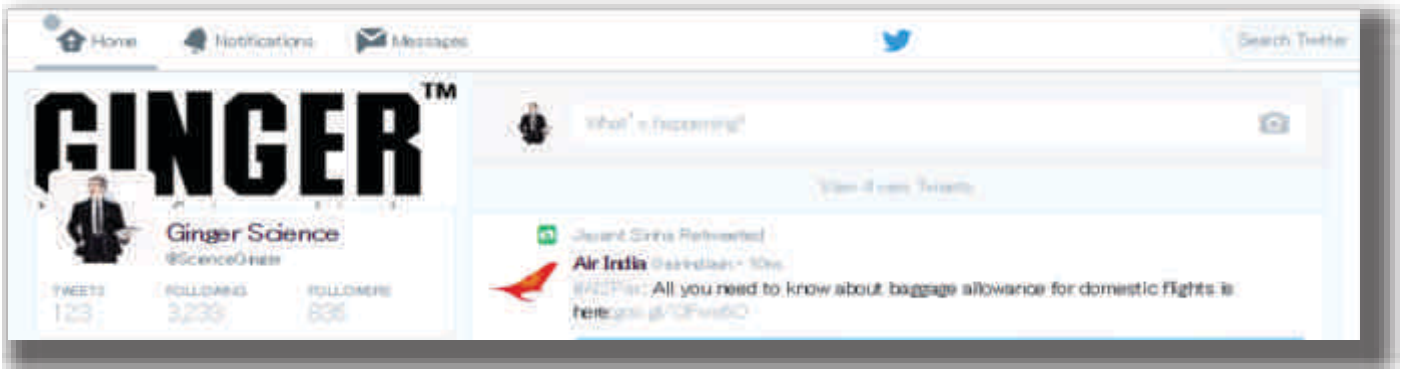 Home Notifications Messages Search Twitter
GINGER™
What's happening?
View 4 new Tweets
Ginger Science
@ScienceGinger
TWEETS FOLLOWING FOLLOWERS
123 3,233 836
Jayant Sinha Retweeted
Air India
All you need to know about baggage allowance for domestic flights is
here